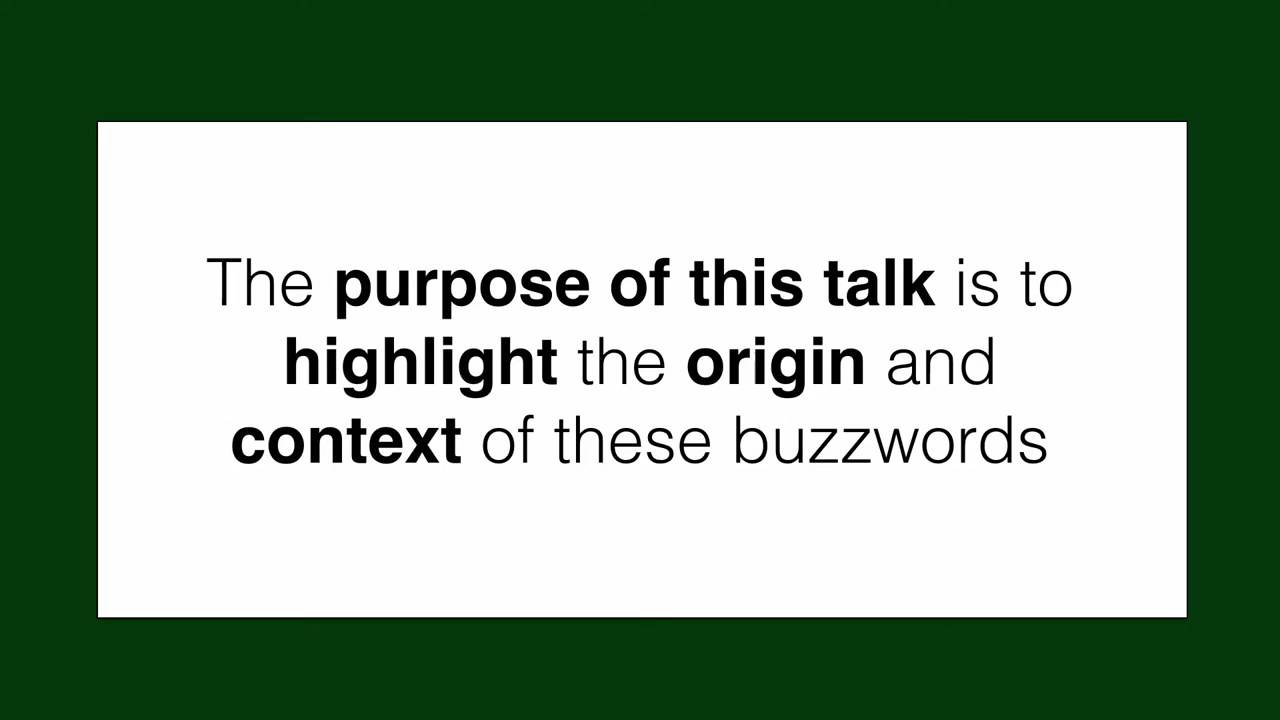 The purpose of this talk is to
highlight the origin and
context of these buzzwords